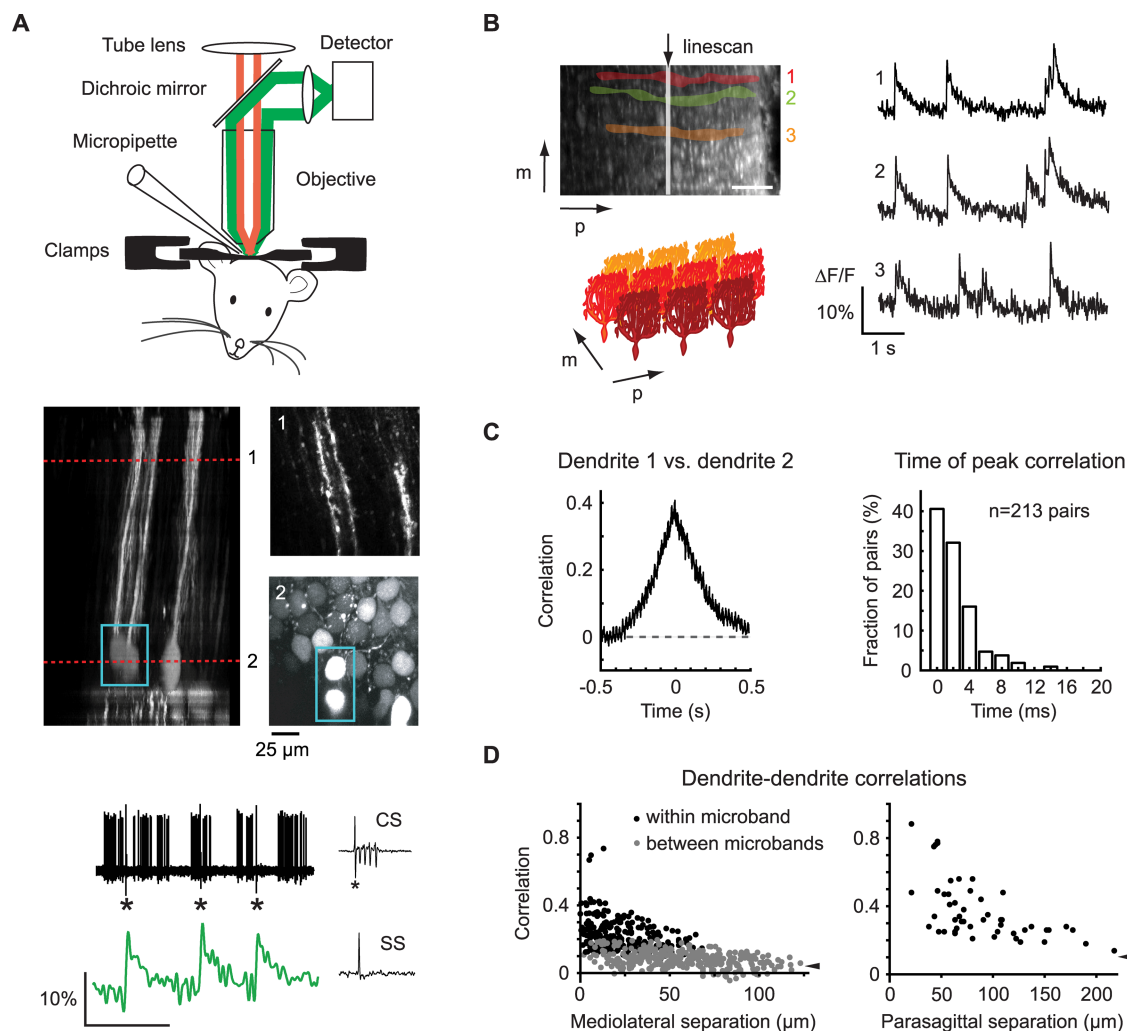 A
Tube lens
Detector
Dichroic mirror
Micropipette
Objective
Clamps
1
2
1
2
25 µm
CS
* * *
*
SS
10%
B
linescan
1
2
3
m
p
m
p
1
2
3
ΔF/F
10%
1 s
C
Dendrite 1 vs. dendrite 2
0.4
0.2
0
Correlation
-0.5 0 0.5
Time (s)
Time of peak correlation
n=213 pairs
40
30
20
10
0
Fraction of pairs (%)
0 4 8 12 16 20
Time (ms)
D
Dendrite-dendrite correlations
within microband
between microbands
0.8
0.4
0
Correlation
0 50 100
Mediolateral separation (µm)
0.8
0.4
0
0 50 100 150 200
Parasagittal separation (µm)